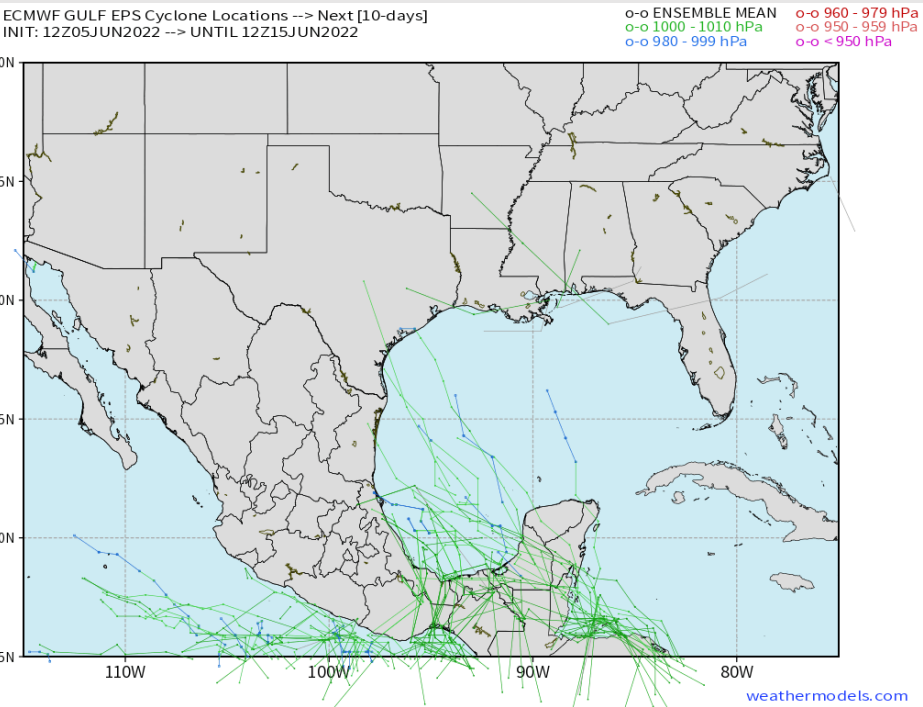 ECMWF GULF EPS Cyclone Locations --> Next [10-days]
INIT: 12Z05JUN2022 --> UNTIL 12Z15JUN2022
o-o ENSEMBLE MEAN
o-o 960 - 979 hPa
o-o 1000 - 1010 hPa
o-o 950 - 959 hPa
o-o 980 - 999 hPa
o-o < 950 hPa
0N
5N
0N
5N
0N
5N
110W
100W
90W
80W
weathermodels.com